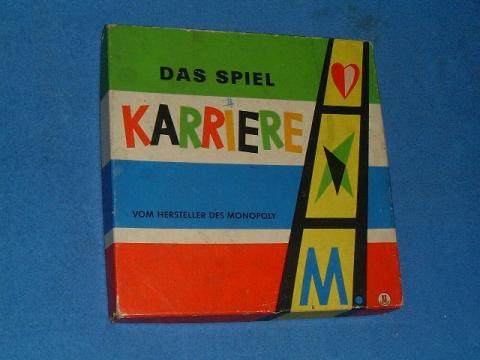 DAS SPIEL
KARRIERE
VOM HERSTELLER DES MONOPOLY
M.